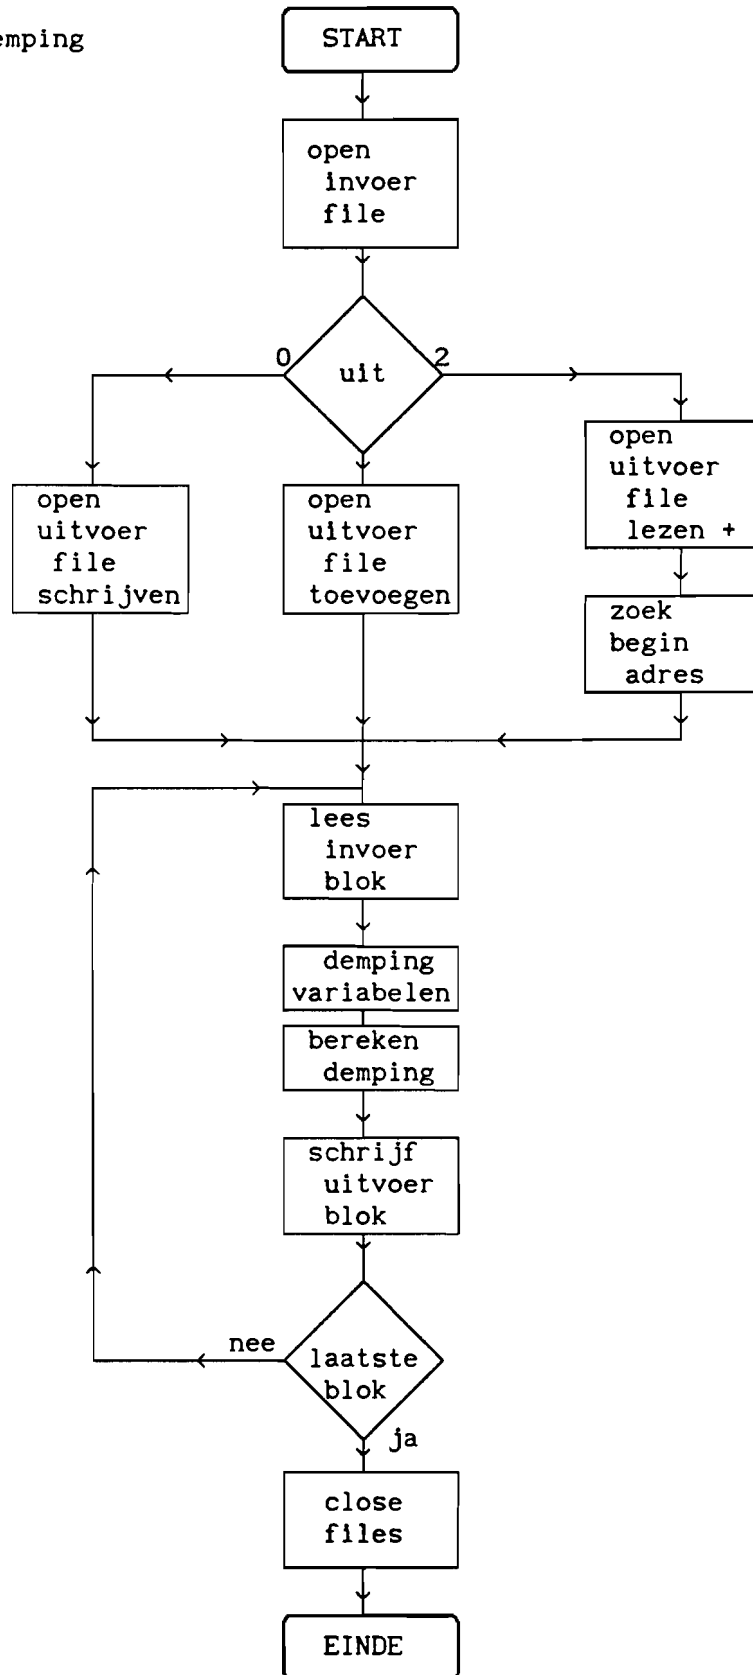 emping
START
open
invoer
file
0
uit
2
open
uitvoer
file
schrijven
open
uitvoer
file
toevoegen
open
uitvoer
file
lezen +
zoek
begin
adres
lees
invoer
blok
demping
variabelen
bereken
demping
schrijf
uitvoer
blok
nee
laatste
blok
ja
close
files
EINDE